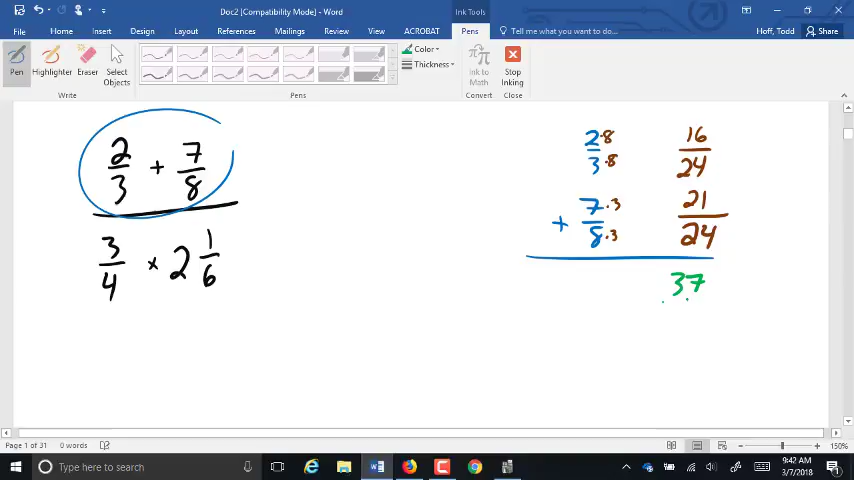 Doc2 [Compatibility Mode] - Word
Ink Tools
Hoff, Todd
Share
File Home Insert Design Layout References Mailings Review View ACROBAT Pens Tell me what you want to do...
Pen Highlighter Eraser Select Objects
Color
Thickness
Ink to Math
Stop Inking
Write Pens Convert Close
2/3 + 7/8
3/4 × 2 1/6
2·8/3·8 16/24
+ 7·3/8·3 21/24
37
Page 1 of 31 0 words
150%
Type here to search
9:42 AM
3/7/2018